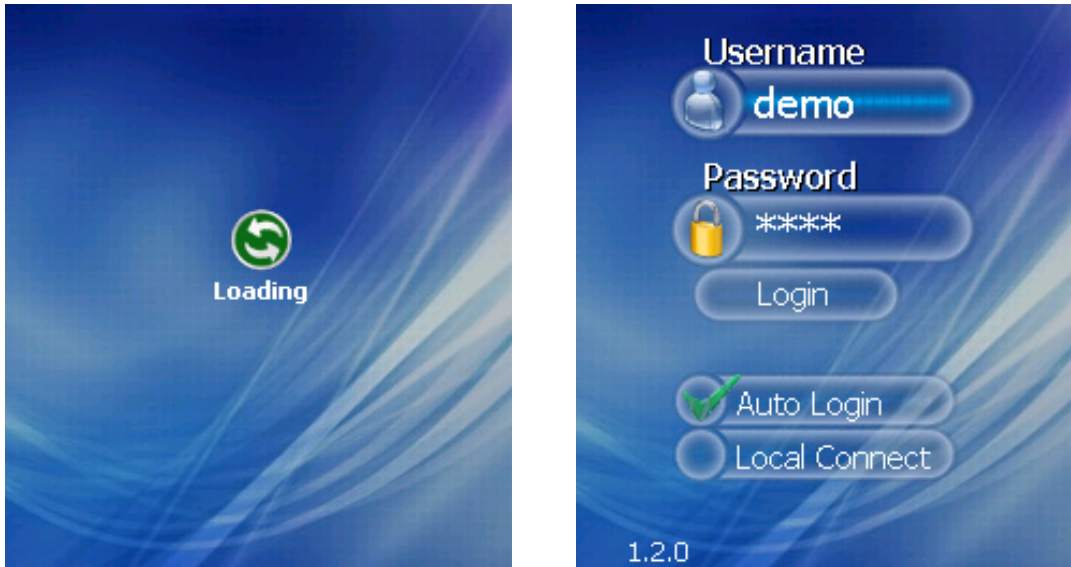 Loading
Username
demo
Password
****
Login
Auto Login
Local Connect
1.2.0